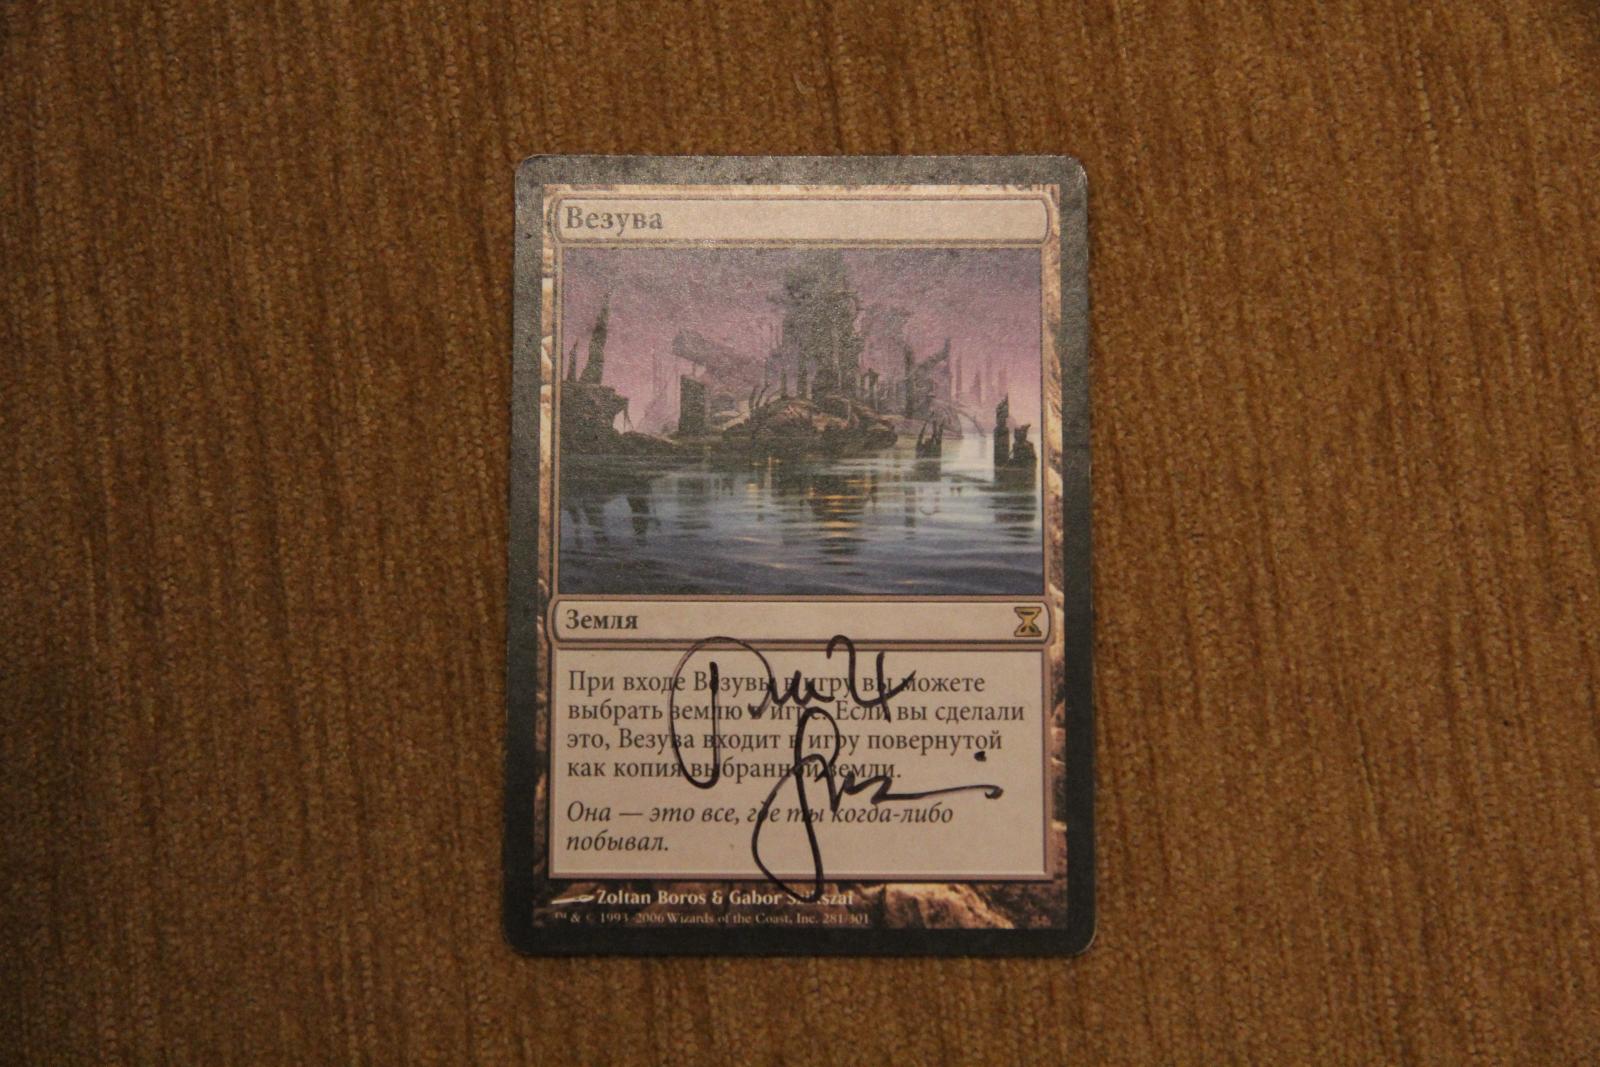 Везува
Земля
При входе Везувы в игру вы можете
выбрать землю в игре. Если вы сделали
это, Везува входит в игру повернутой
как копия выбранной земли.
Она — это все, где ты когда-либо
побывал.
Zoltan Boros & Gabor Szikszai
™ & © 1993-2006 Wizards of the Coast, Inc. 281/301